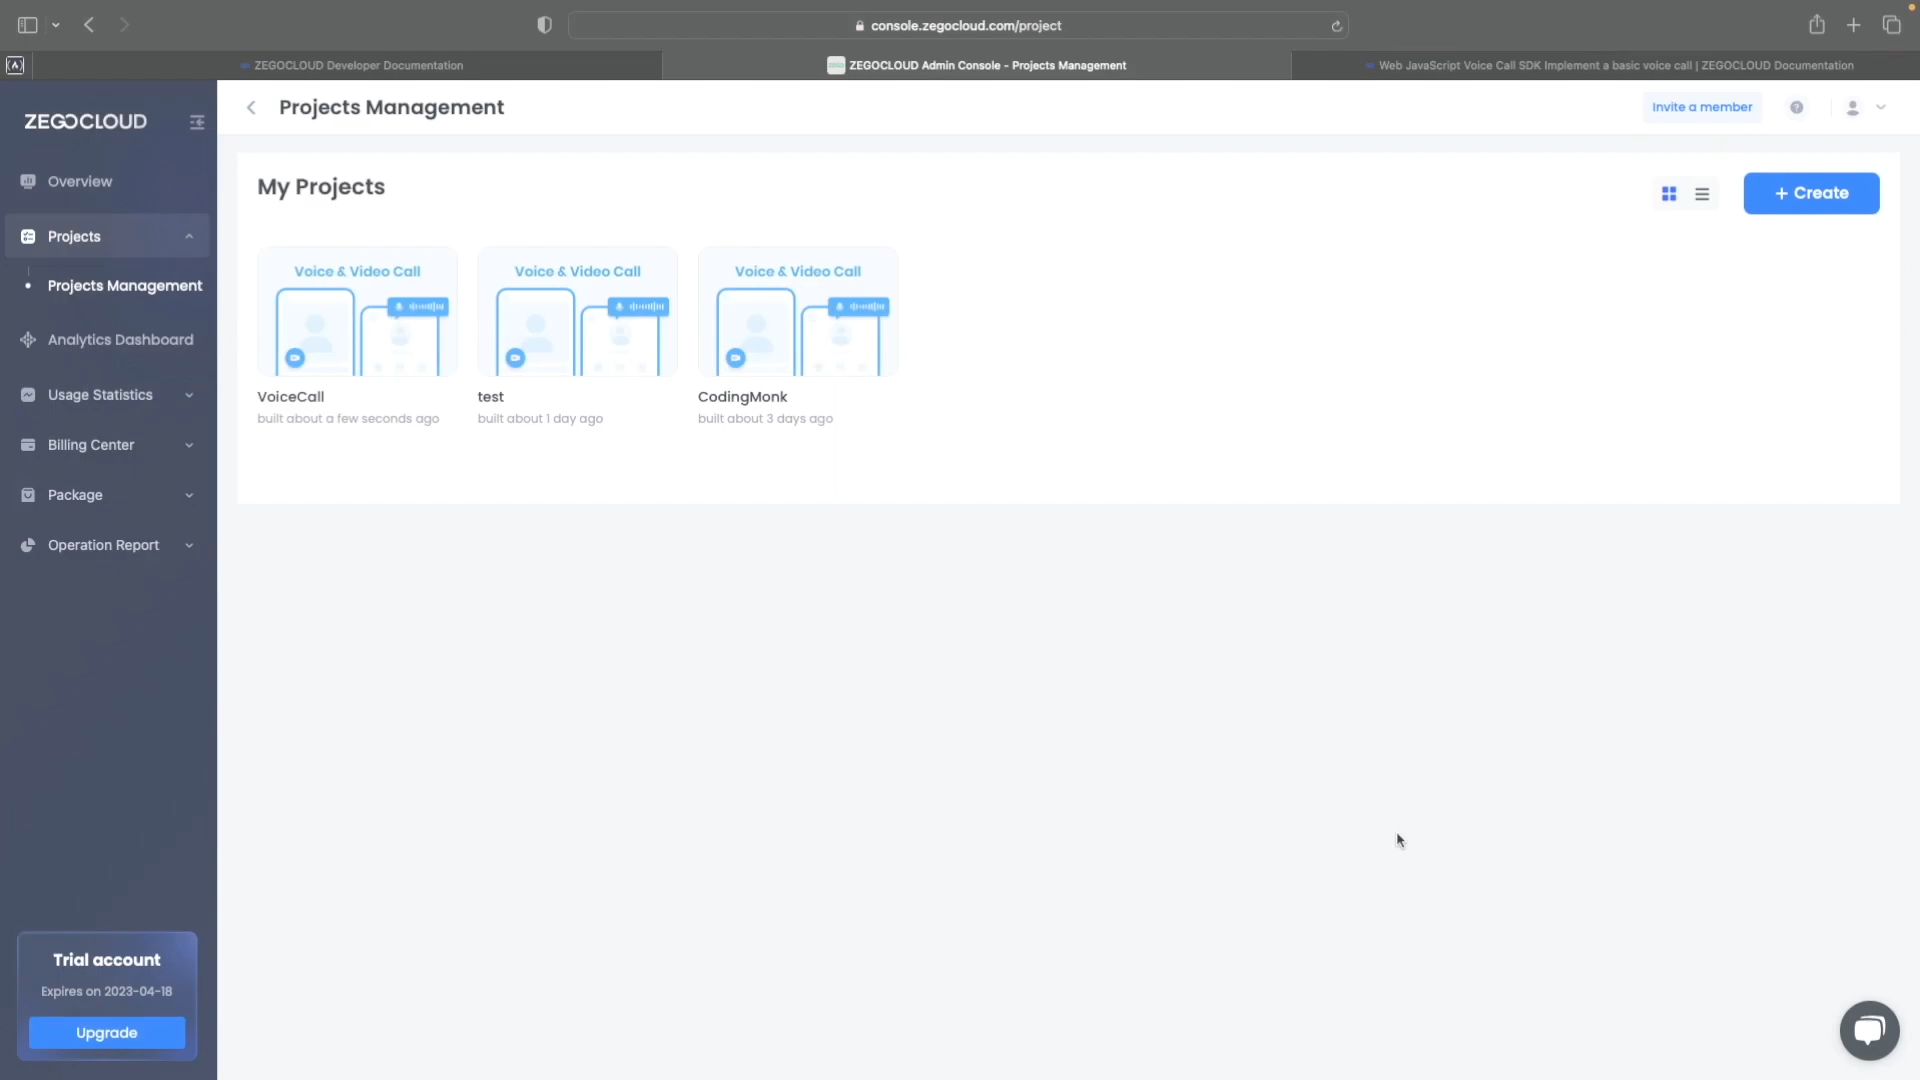 console.zegocloud.com/project
ZEGOCLOUD Developer Documentation
ZEGOCLOUD Admin Console - Projects Management
Web JavaScript Voice Call SDK Implement a basic voice call | ZEGOCLOUD Documentation
ZEGOCLOUD
Projects Management
Invite a member
Overview
Projects
Projects Management
Analytics Dashboard
Usage Statistics
Billing Center
Package
Operation Report
My Projects
+ Create
Voice & Video Call
Voice & Video Call
Voice & Video Call
VoiceCall
test
CodingMonk
built about a few seconds ago
built about 1 day ago
built about 3 days ago
Trial account
Expires on 2023-04-18
Upgrade